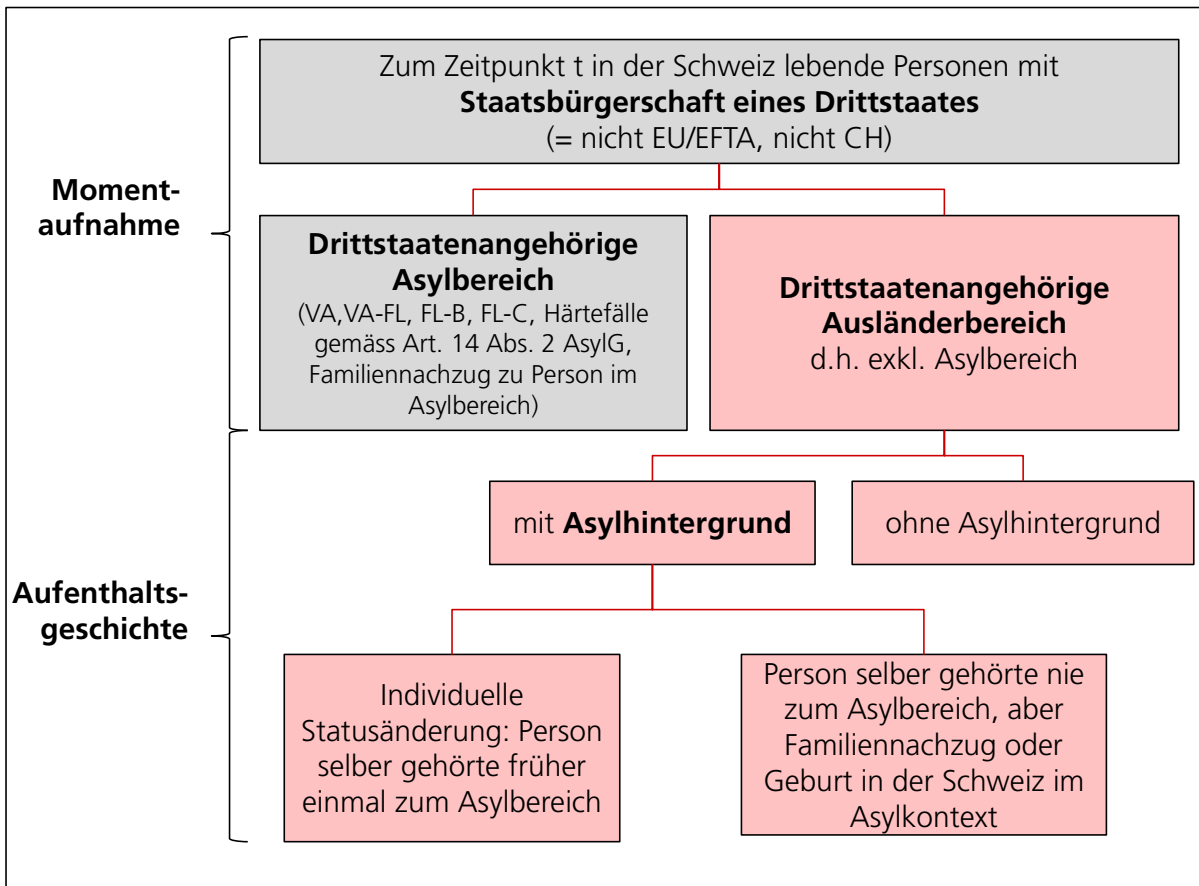 Zum Zeitpunkt t in der Schweiz lebende Personen mit
Staatsbürgerschaft eines Drittstaates
(= nicht EU/EFTA, nicht CH)
Moment-
aufnahme
Drittstaatenangehörige
Asylbereich
(VA,VA-FL, FL-B, FL-C, Härtefälle
gemäss Art. 14 Abs. 2 AsylG,
Familiennachzug zu Person im
Asylbereich)
Drittstaatenangehörige
Ausländerbereich
d.h. exkl. Asylbereich
Aufenthalts-
geschichte
mit Asylhintergrund
ohne Asylhintergrund
Individuelle
Statusänderung: Person
selber gehörte früher
einmal zum Asylbereich
Person selber gehörte nie
zum Asylbereich, aber
Familiennachzug oder
Geburt in der Schweiz im
Asylkontext